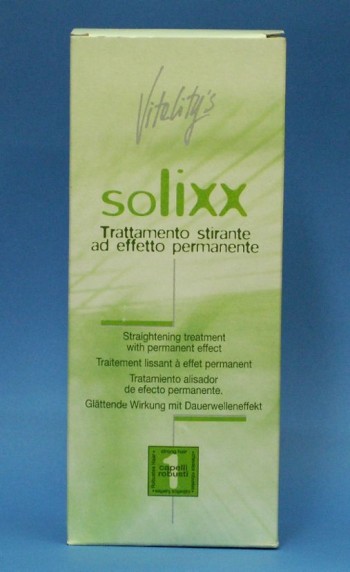 Vitality's
solixx
Trattamento stirante
ad effetto permanente
Straightening treatment
with permanent effect
Traitement lissant à effet permanent
Tratamiento alisador
de efecto permanente.
Glättende Wirkung mit Dauerwelleneffekt
1
capelli
robusti